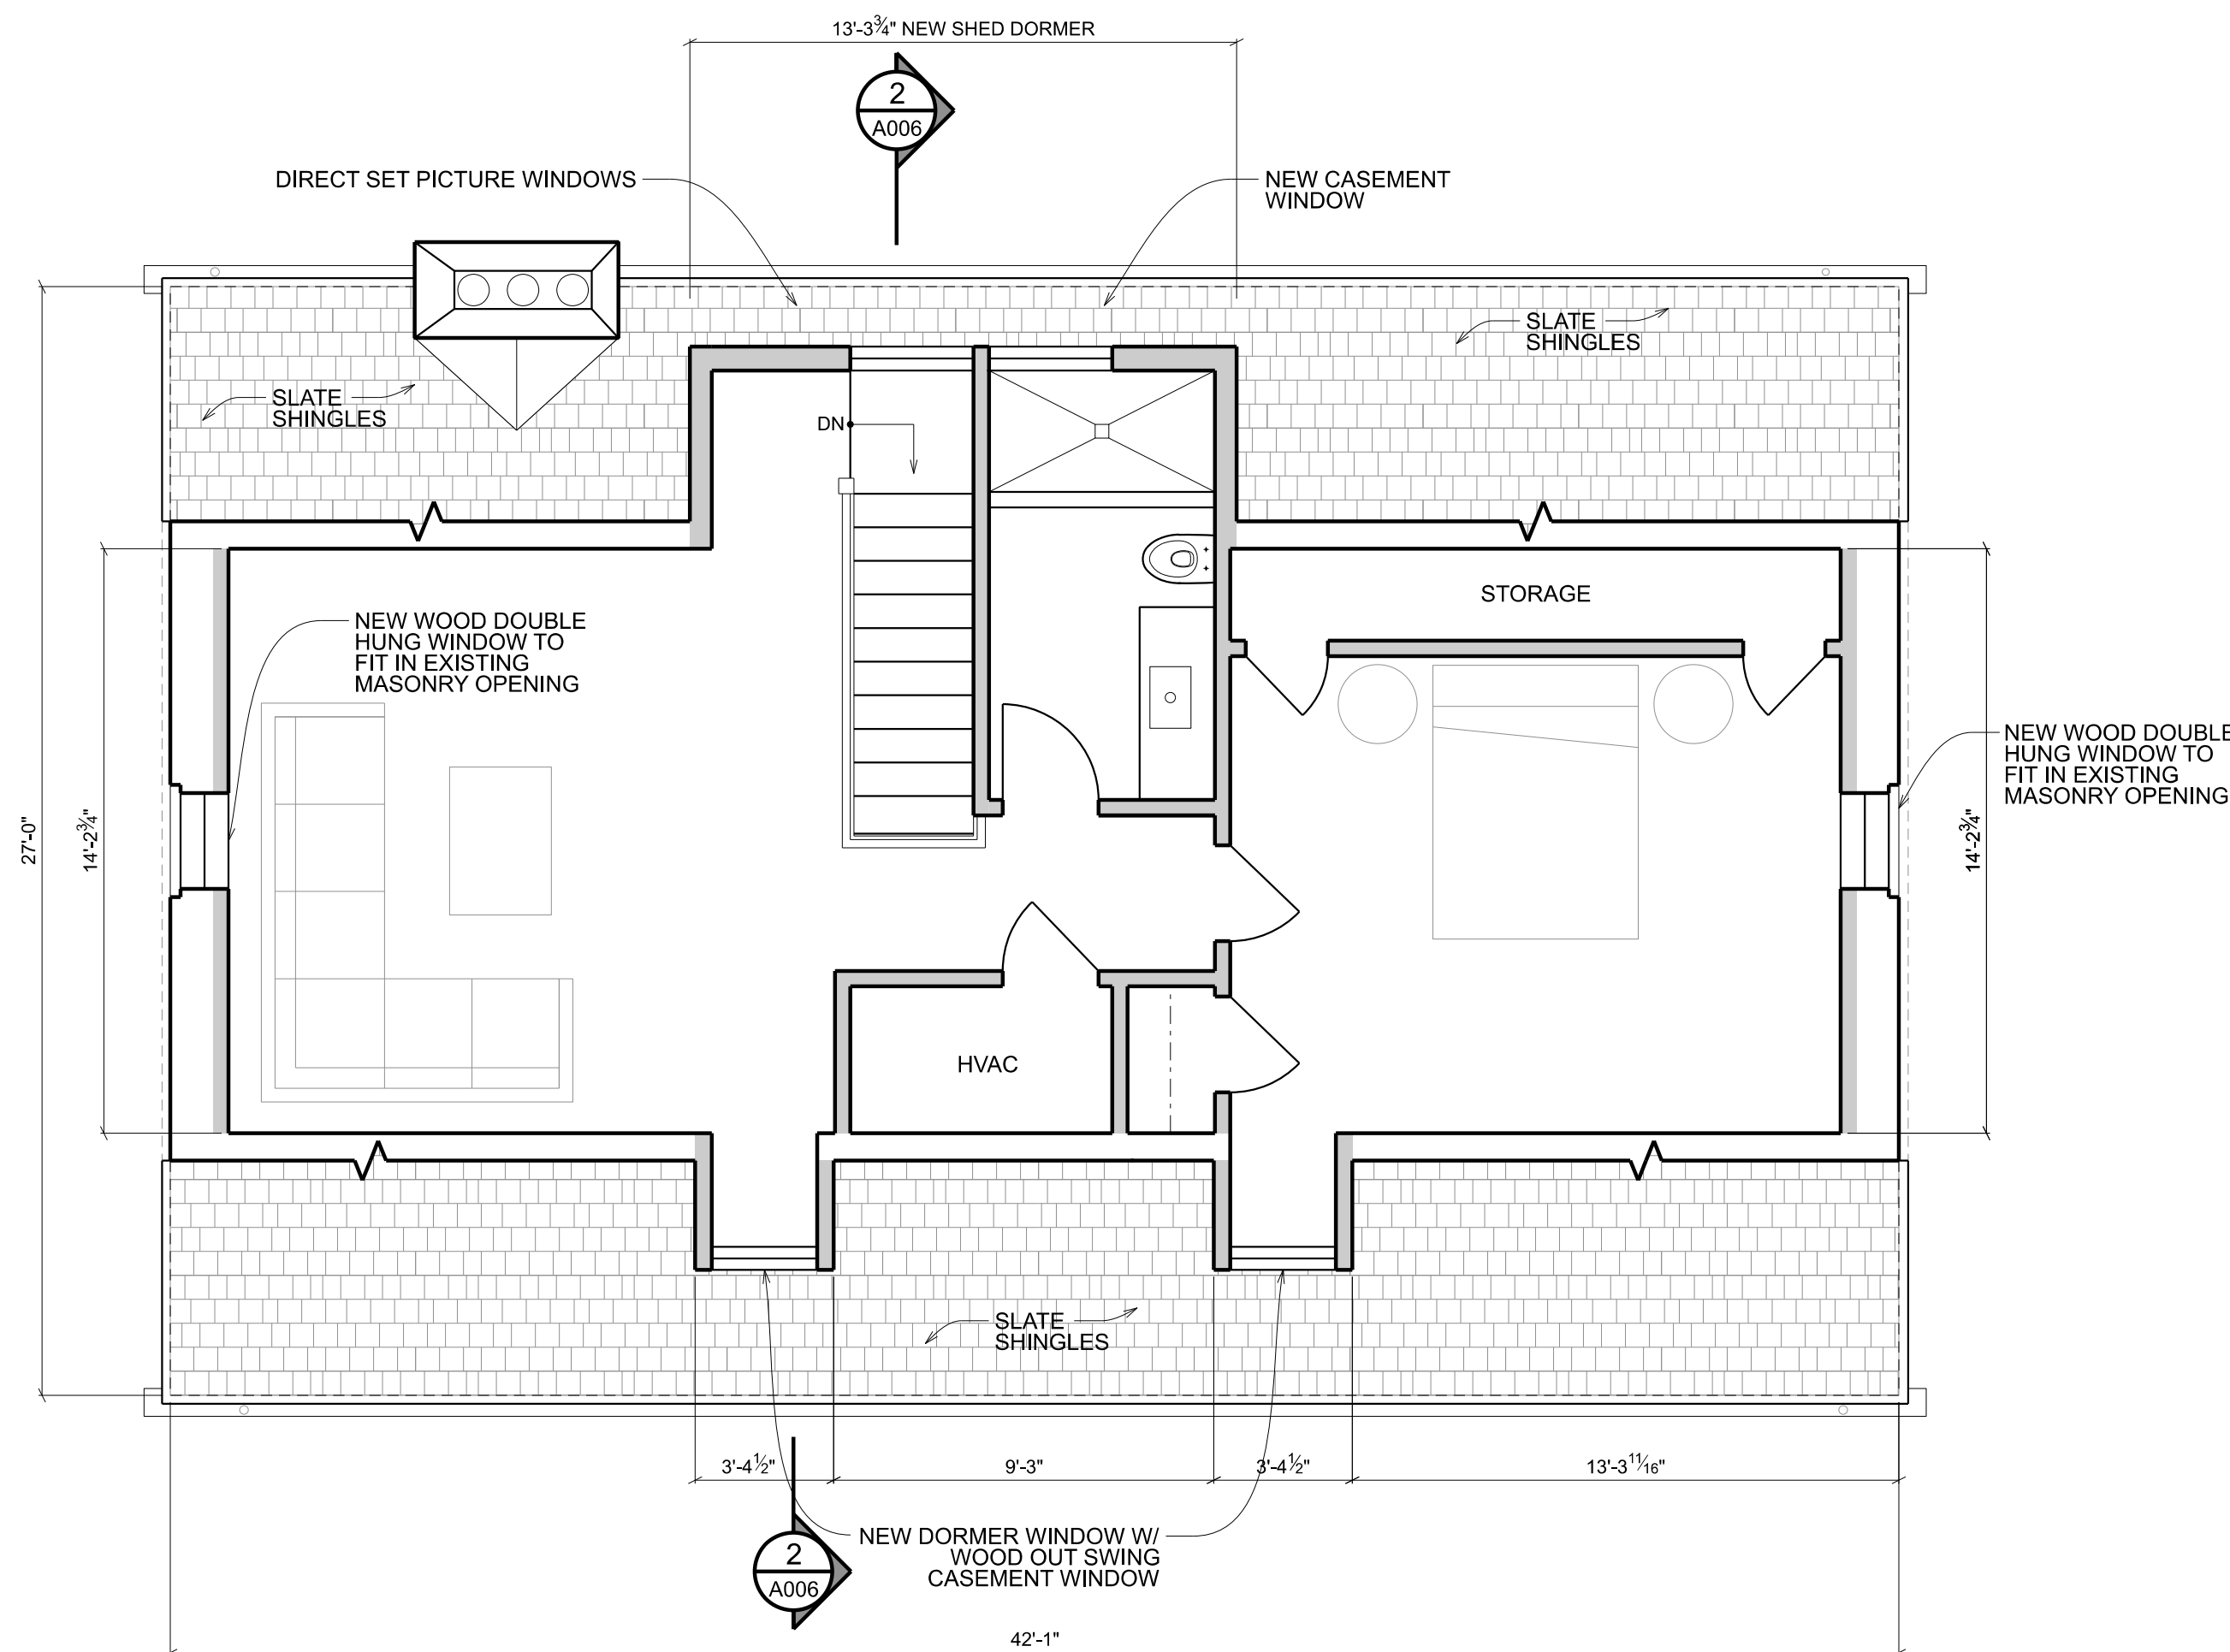 13'-3¾" NEW SHED DORMER
2
A006
DIRECT SET PICTURE WINDOWS
NEW CASEMENT
WINDOW
SLATE
SHINGLES
SLATE
SHINGLES
DN
STORAGE
NEW WOOD DOUBLE
HUNG WINDOW TO
FIT IN EXISTING
MASONRY OPENING
NEW WOOD DOUBLE
HUNG WINDOW TO
FIT IN EXISTING
MASONRY OPENING
27'-0"
14'-2¾"
14'-2¾"
HVAC
SLATE
SHINGLES
3'-4½"
9'-3"
3'-4½"
13'-3 11/16"
NEW DORMER WINDOW W/
WOOD OUT SWING
CASEMENT WINDOW
2
A006
42'-1"